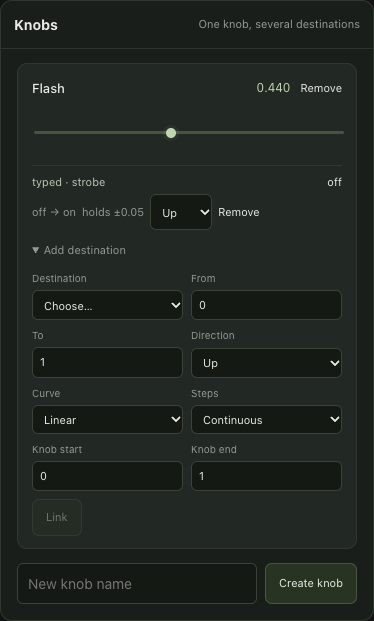 Knobs One knob, several destinations
Flash 0.440 Remove
typed · strobe off
off → on holds ±0.05 Up Remove
▼ Add destination
Destination From
Choose... 0
To Direction
1 Up
Curve Steps
Linear Continuous
Knob start Knob end
0 1
Link
New knob name Create knob